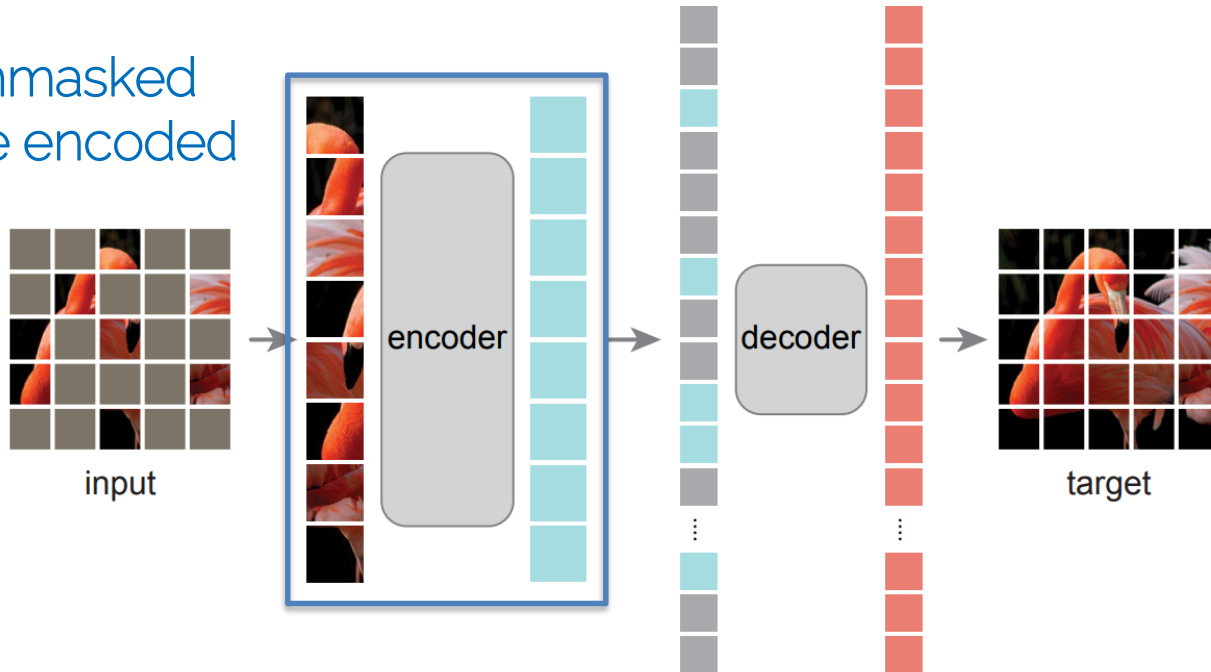 nmasked
e encoded
input
encoder
decoder
target